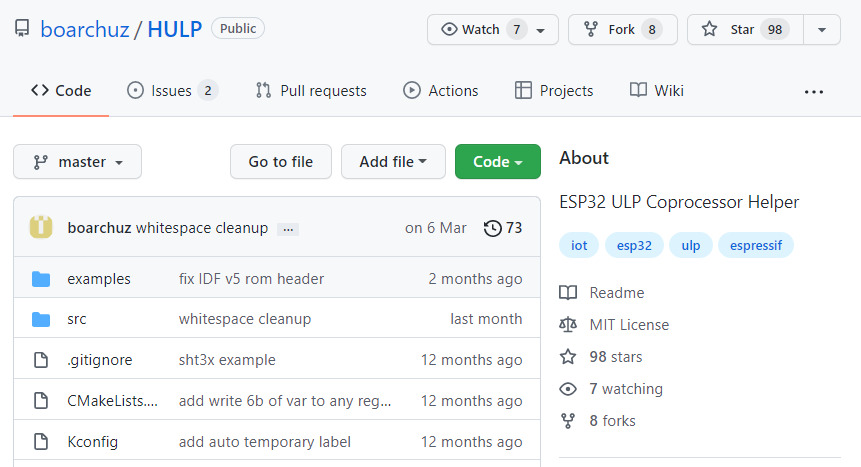 boarchuz / HULP Public Watch 7 Fork 8 Star 98
Code Issues 2 Pull requests Actions Projects Wiki ...
master Go to file Add file Code
boarchuz whitespace cleanup ... on 6 Mar 73
examples fix IDF v5 rom header 2 months ago
src whitespace cleanup last month
.gitignore sht3x example 12 months ago
CMakeLists.... add write 6b of var to any reg... 12 months ago
Kconfig add auto temporary label 12 months ago
About
ESP32 ULP Coprocessor Helper
iot esp32 ulp espressif
Readme
MIT License
98 stars
7 watching
8 forks